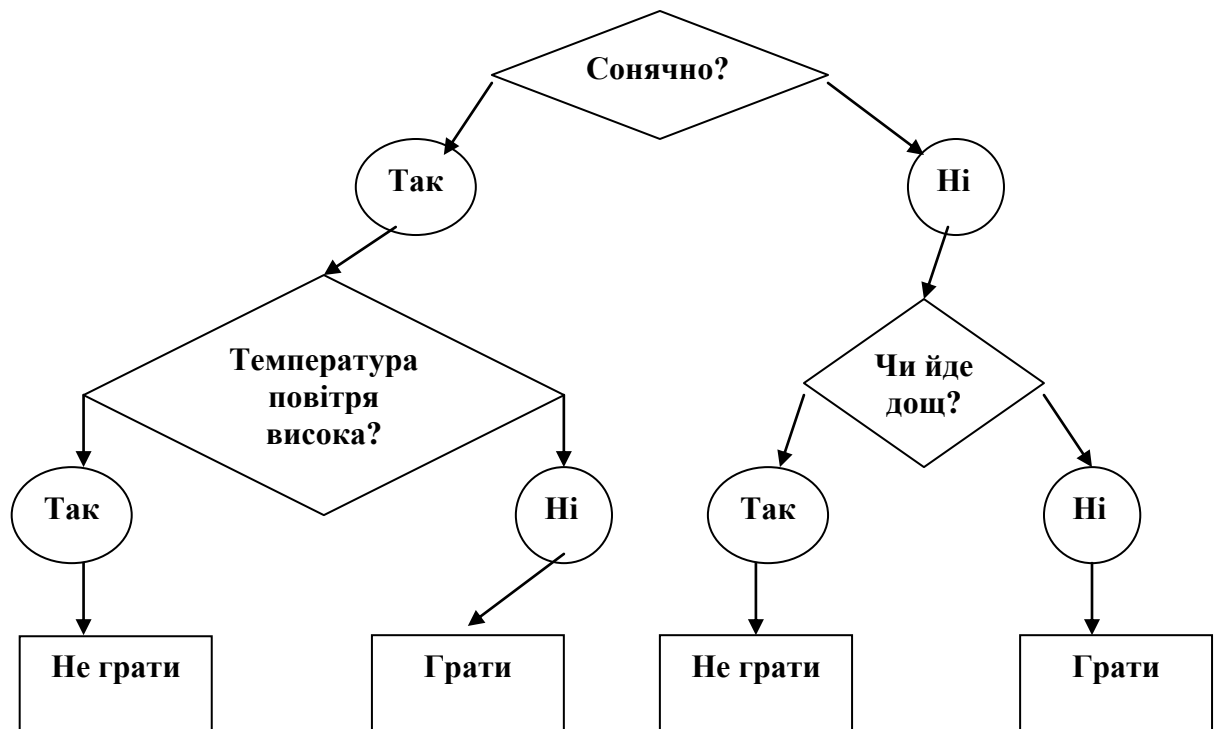 Сонячно?
Так
Ні
Температура
повітря
висока?
Чи йде
дощ?
Так
Ні
Так
Ні
Не грати
Грати
Не грати
Грати